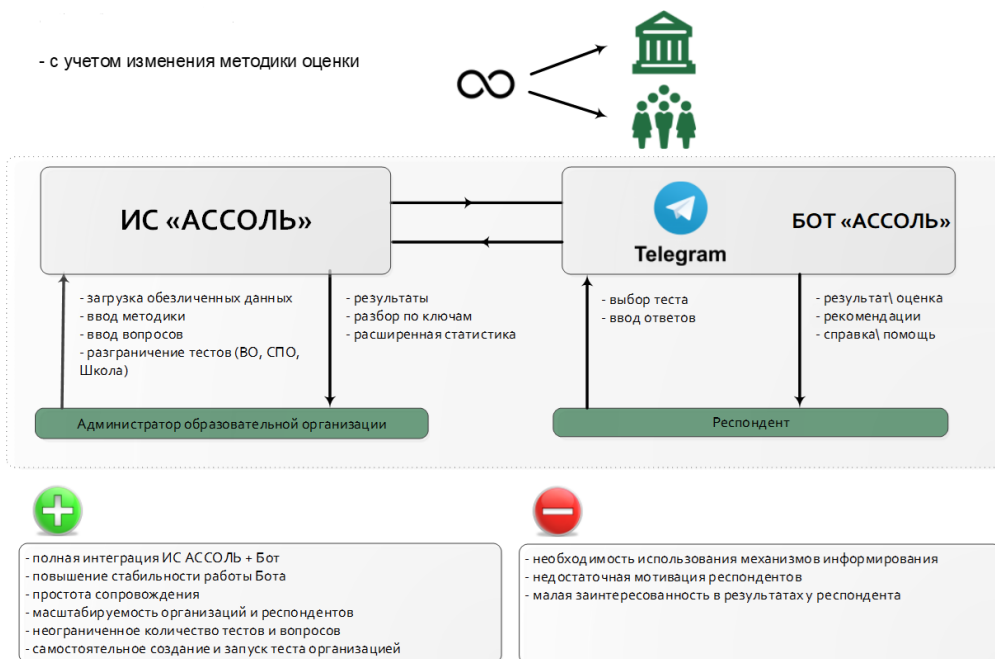 - с учетом изменения методики оценки
ИС «АССОЛЬ»
Telegram
БОТ «АССОЛЬ»
- загрузка обезличенных данных
- ввод методики
- ввод вопросов
- разграничение тестов (ВО, СПО,
Школа)
- результаты
- разбор по ключам
- расширенная статистика
- выбор теста
- ввод ответов
- результат\ оценка
- рекомендации
- справка\ помощь
Администратор образовательной организации
Респондент
- полная интеграция ИС АССОЛЬ + Бот
- повышение стабильности работы Бота
- простота сопровождения
- масштабируемость организаций и респондентов
- неограниченное количество тестов и вопросов
- самостоятельное создание и запуск теста организацией
- необходимость использования механизмов информирования
- недостаточная мотивация респондентов
- малая заинтересованность в результатах у респондента